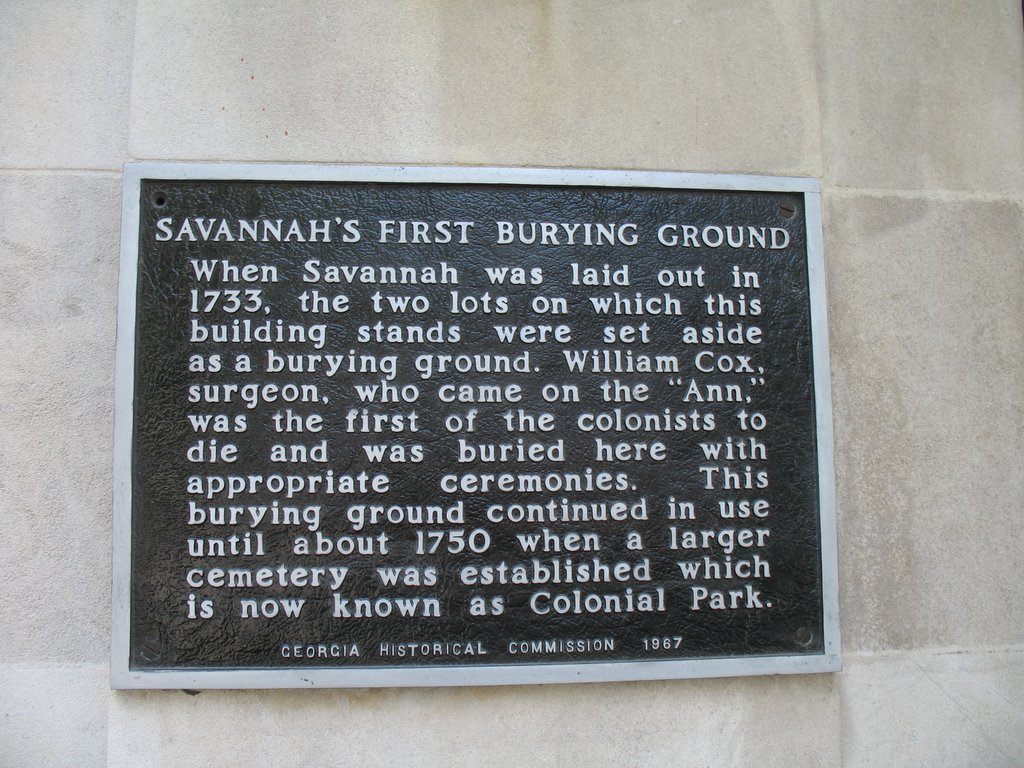 SAVANNAH'S FIRST BURYING GROUND
When Savannah was laid out in
1733, the two lots on which this
building stands were set aside
as a burying ground. William Cox,
surgeon, who came on the "Ann,"
was the first of the colonists to
die and was buried here with
appropriate ceremonies. This
burying ground continued in use
until about 1750 when a larger
cemetery was established which
is now known as Colonial Park.
GEORGIA HISTORICAL COMMISSION 1967